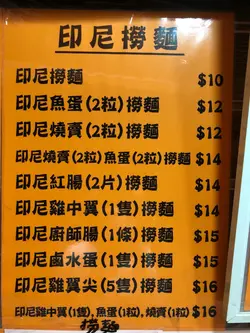 印尼撈麵
印尼撈麵 $10
印尼魚蛋(2粒)撈麵 $12
印尼燒賣(2粒)撈麵 $12
印尼燒賣(2粒)魚蛋(2粒)撈麵 $14
印尼紅腸(2片)撈麵 $14
印尼雞中翼(1隻)撈麵 $14
印尼廚師腸(1條)撈麵 $15
印尼鹵水蛋(1隻)撈麵 $15
印尼雞翼尖(5隻)撈麵 $16
印尼雞中翼(1隻),魚蛋(1粒),燒賣(1粒) $16
撈麵